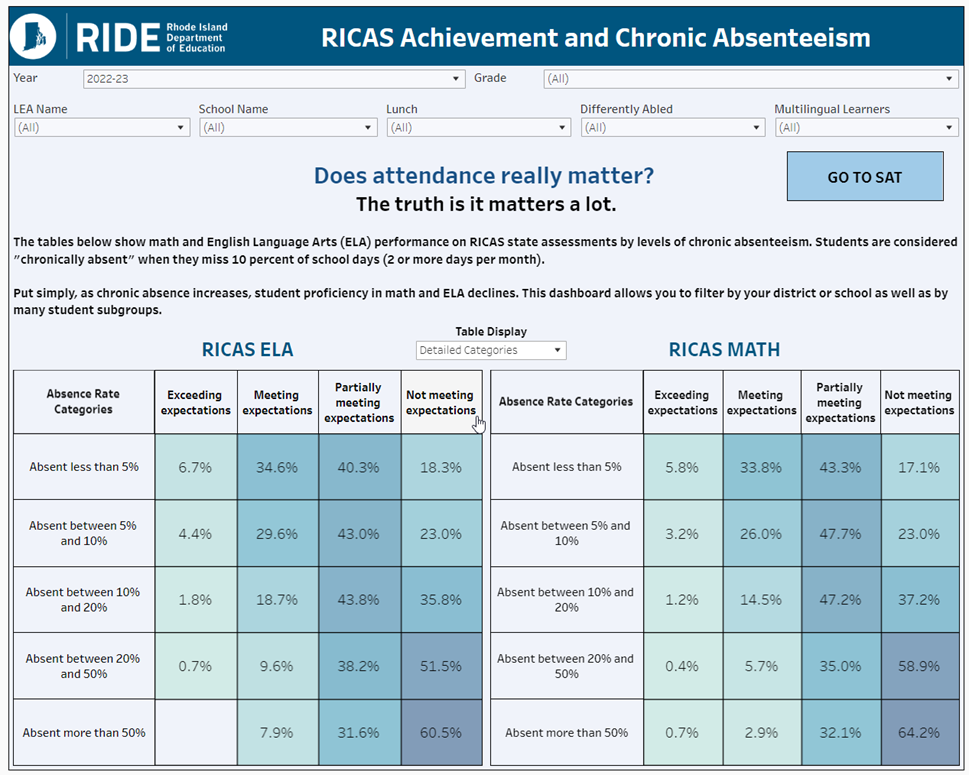 RIDE Rhode Island
Department
of Education
RICAS Achievement and Chronic Absenteeism
Year 2022-23 Grade (All)
LEA Name School Name Lunch Differently Abled Multilingual Learners
(All) (All) (All) (All) (All)
Does attendance really matter?
GO TO SAT
The truth is it matters a lot.
The tables below show math and English Language Arts (ELA) performance on RICAS state assessments by levels of chronic absenteeism. Students are considered
"chronically absent" when they miss 10 percent of school days (2 or more days per month).
Put simply, as chronic absence increases, student proficiency in math and ELA declines. This dashboard allows you to filter by your district or school as well as by
many student subgroups.
Table Display
Detailed Categories
RICAS ELA
Absence Rate Categories Exceeding expectations Meeting expectations Partially meeting expectations Not meeting expectations
Absent less than 5% 6.7% 34.6% 40.3% 18.3%
Absent between 5% and 10% 4.4% 29.6% 43.0% 23.0%
Absent between 10% and 20% 1.8% 18.7% 43.8% 35.8%
Absent between 20% and 50% 0.7% 9.6% 38.2% 51.5%
Absent more than 50% 7.9% 31.6% 60.5%
RICAS MATH
Absence Rate Categories Exceeding expectations Meeting expectations Partially meeting expectations Not meeting expectations
Absent less than 5% 5.8% 33.8% 43.3% 17.1%
Absent between 5% and 10% 3.2% 26.0% 47.7% 23.0%
Absent between 10% and 20% 1.2% 14.5% 47.2% 37.2%
Absent between 20% and 50% 0.4% 5.7% 35.0% 58.9%
Absent more than 50% 0.7% 2.9% 32.1% 64.2%